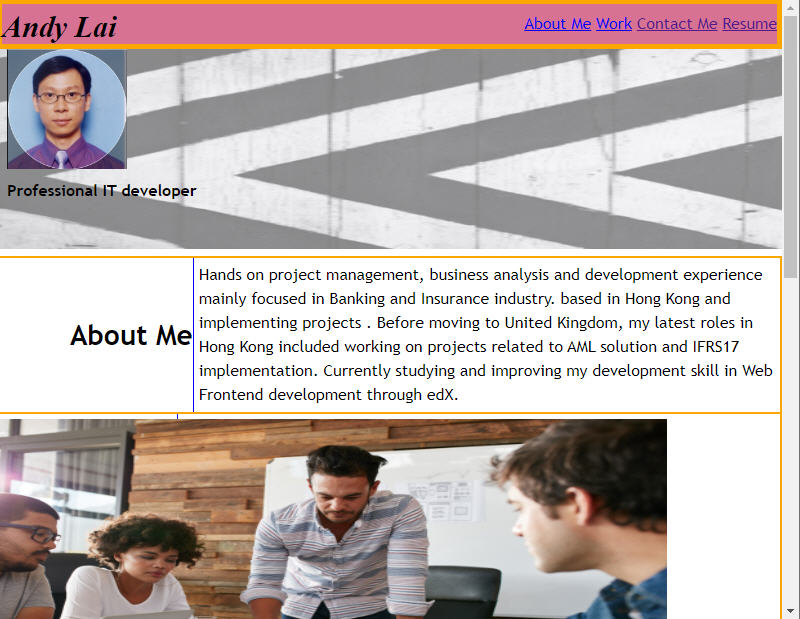 Andy Lai
About Me Work Contact Me Resume
Professional IT developer
About Me
Hands on project management, business analysis and development experience
mainly focused in Banking and Insurance industry. based in Hong Kong and
implementing projects . Before moving to United Kingdom, my latest roles in
Hong Kong included working on projects related to AML solution and IFRS17
implementation. Currently studying and improving my development skill in Web
Frontend development through edX.